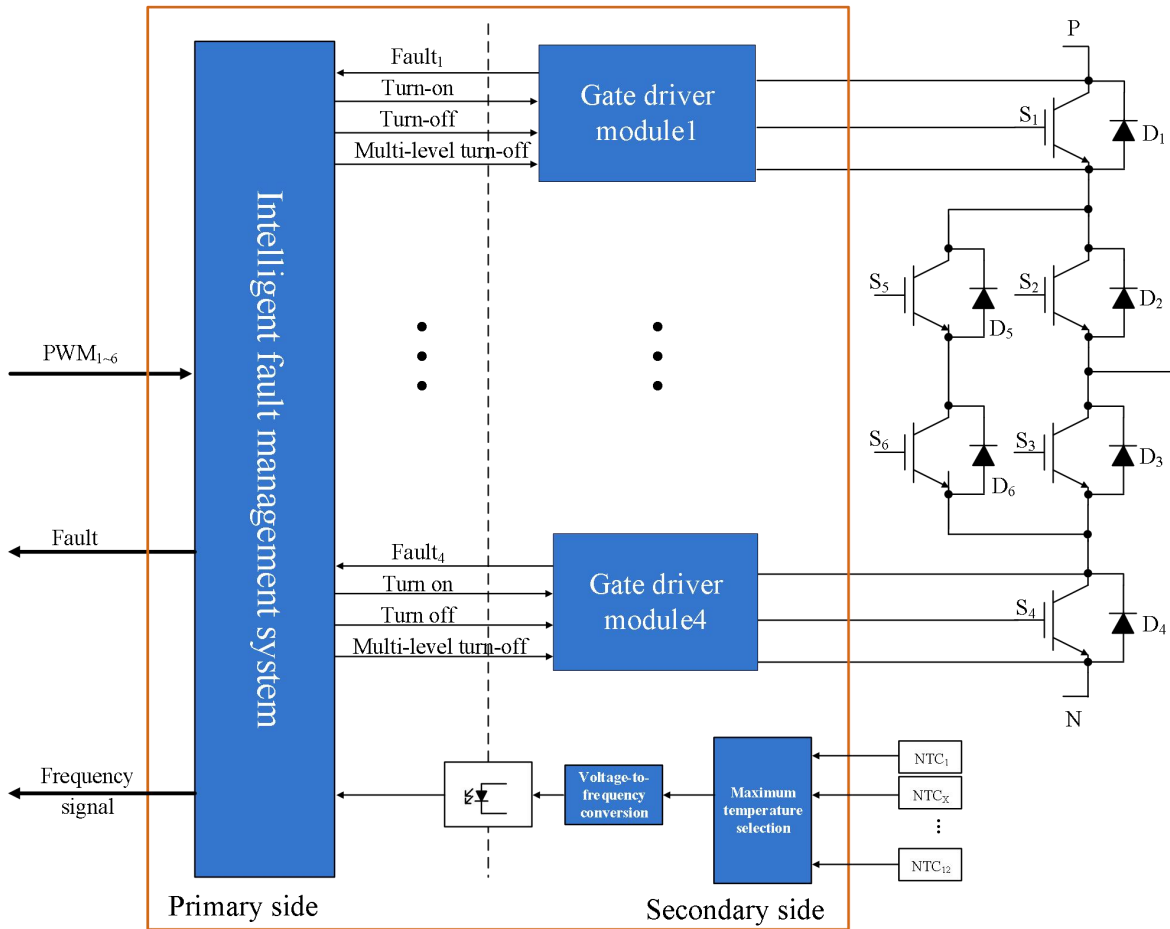 P
Fault₁
Turn-on
Turn-off
Multi-level turn-off
Gate driver
module1
S₁
D₁
Intelligent fault management system
S₅
D₅
S₂
D₂
PWM₁~₆
S₆
D₆
S₃
D₃
Fault
Fault₄
Turn on
Turn off
Multi-level turn-off
Gate driver
module4
S₄
D₄
N
Frequency
signal
Voltage-to-
frequency
conversion
Maximum
temperature
selection
NTC₁
NTCₓ
NTC₁₂
Primary side
Secondary side